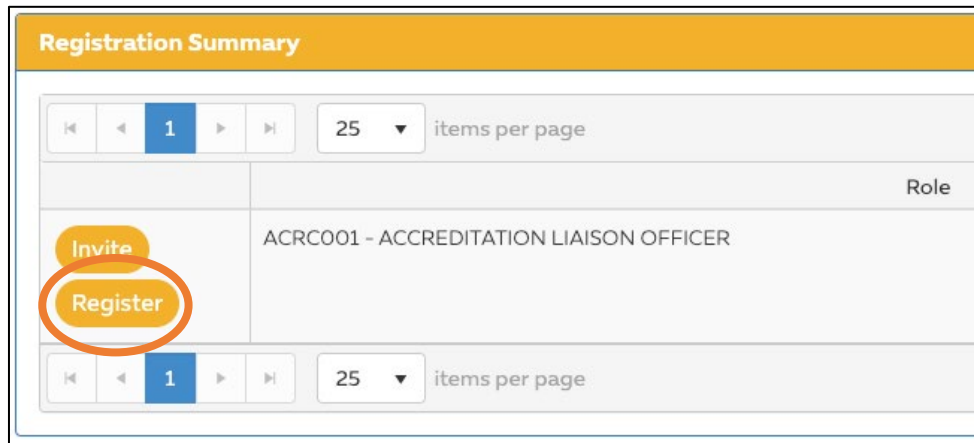 Registration Summary
1 25 items per page
Role
Invite ACRC001 - ACCREDITATION LIAISON OFFICER
Register
1 25 items per page